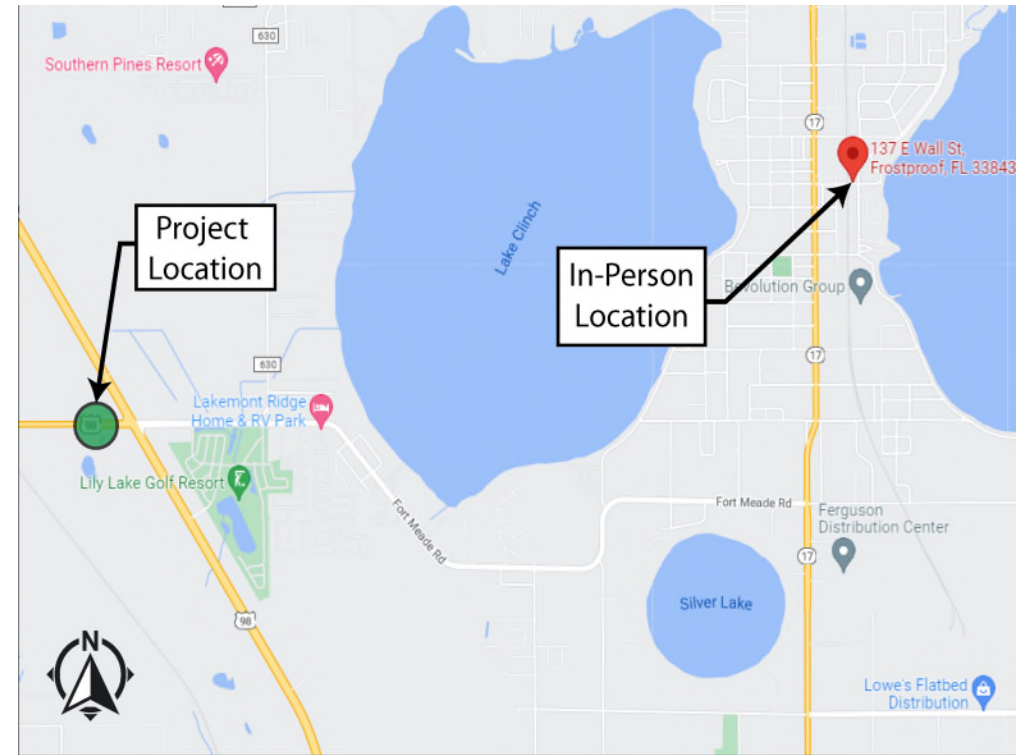 630
Southern Pines Resort
17
137 E Wall St,
Frostproof, FL 33843
Project
Location
Lake Clinch
In-Person
Location
Bevolution Group
17
630
Lakemont Ridge
Home & RV Park
98
Lily Lake Golf Resort
Fort Meade Rd
Fort Meade Rd
Ferguson
Distribution Center
17
Silver Lake
98
N
Lowe's Flatbed
Distribution